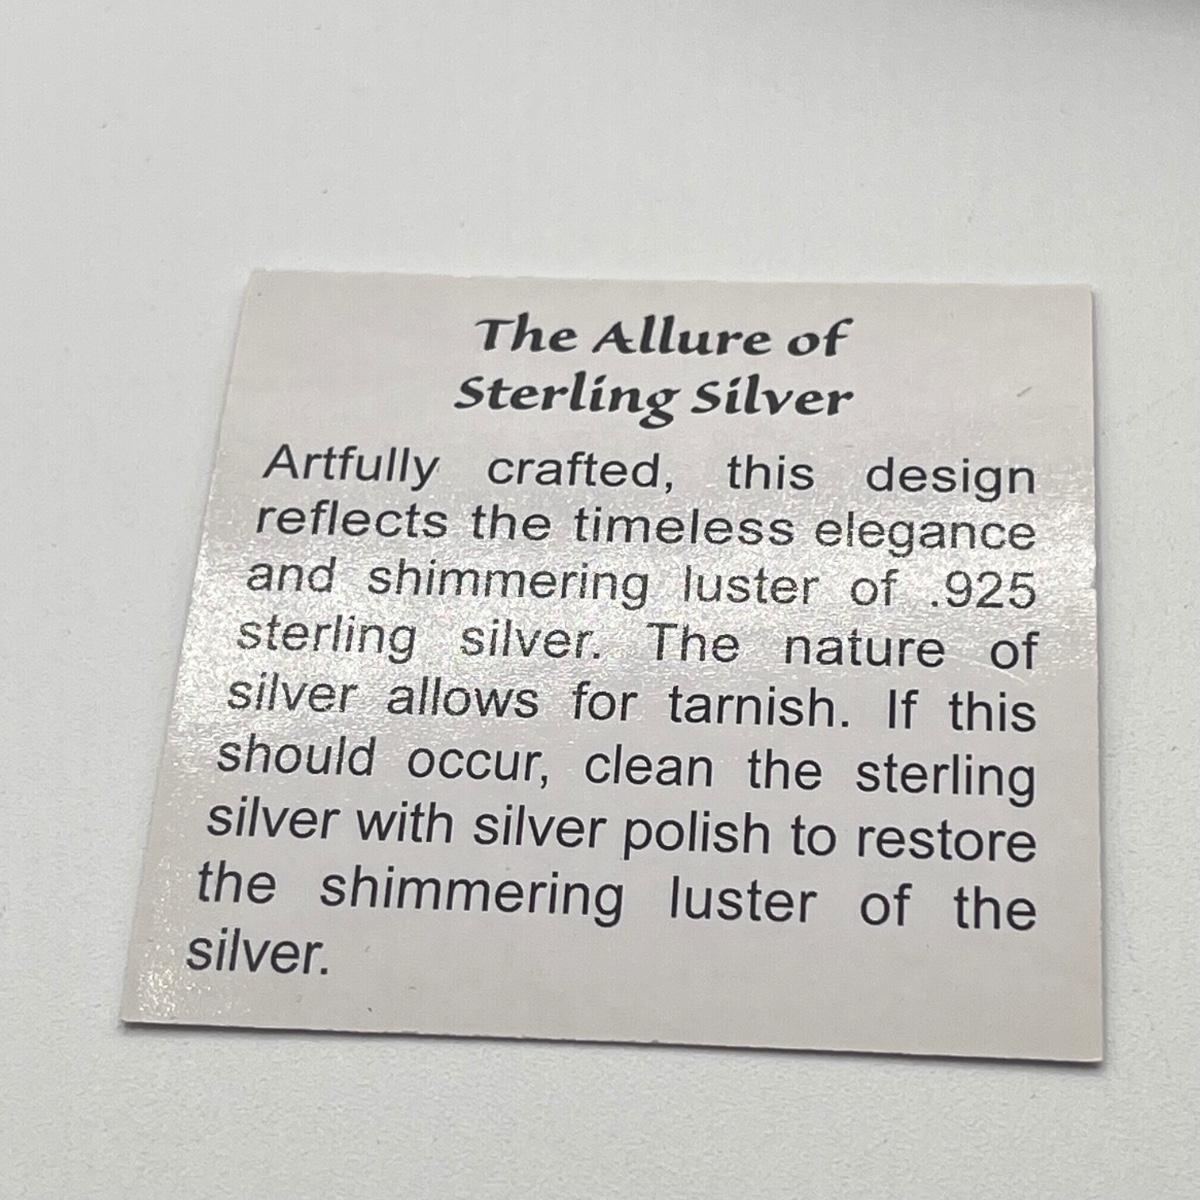 The Allure of
Sterling Silver
Artfully crafted, this design
reflects the timeless elegance
and shimmering luster of .925
sterling silver. The nature of
silver allows for tarnish. If this
should occur, clean the sterling
silver with silver polish to restore
the shimmering luster of the
silver.